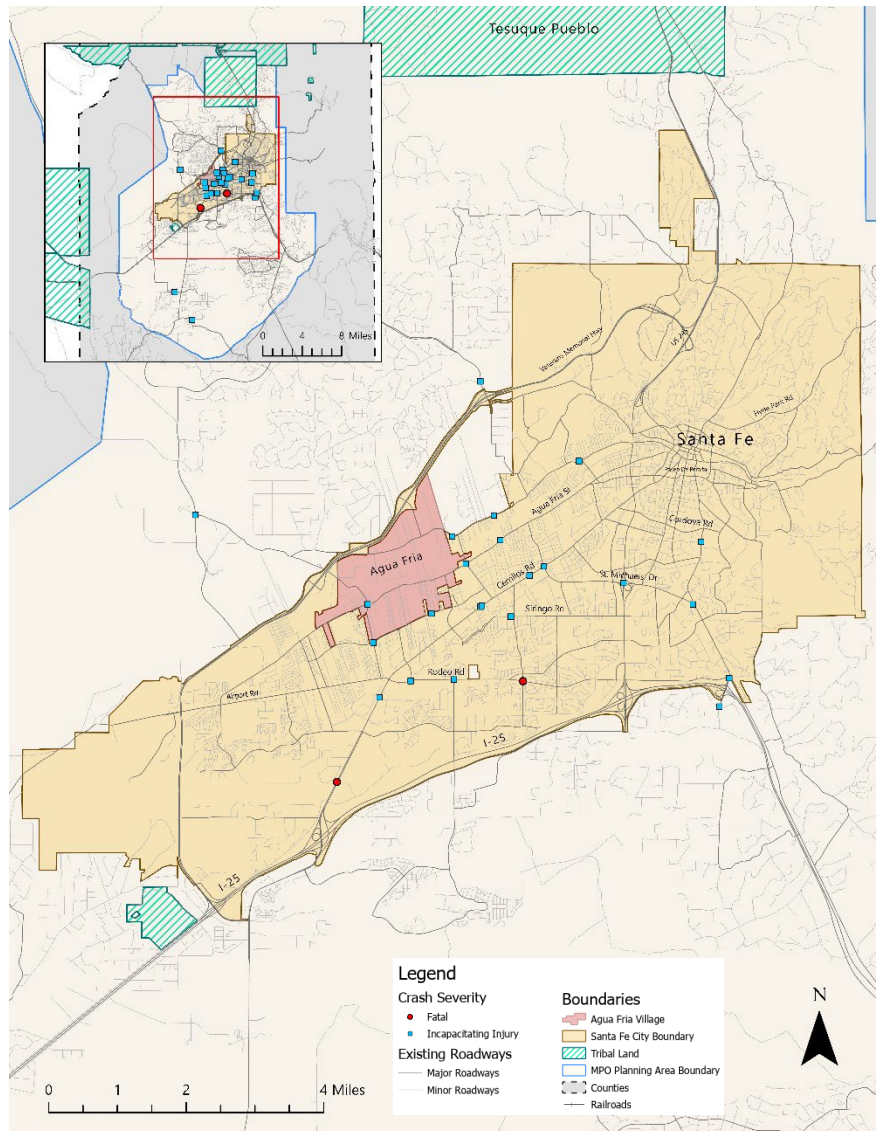 Tesuque Pueblo
0 4 8 Miles
Veterans Memorial Hwy
US 285
Hyde Park Rd
Santa Fe
Paseo De Peralta
Agua Fria St
Cordova Rd
Agua Fria
Cerrillos Rd
St. Michaels Dr
Siringo Rd
Rodeo Rd
Airport Rd
I-25
I-25
Legend
Crash Severity
Fatal
Incapacitating Injury
Existing Roadways
Major Roadways
Minor Roadways
Boundaries
Agua Fria Village
Santa Fe City Boundary
Tribal Land
MPO Planning Area Boundary
Counties
Railroads
N
0 1 2 4 Miles